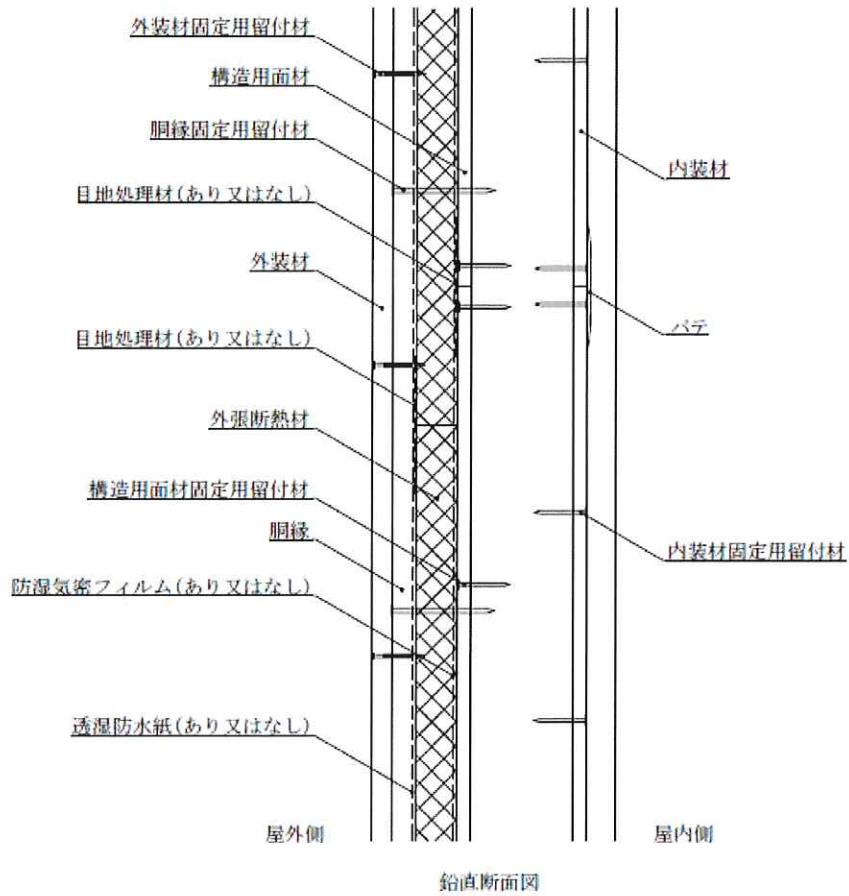 外装材固定用留付材
構造用面材
胴縁固定用留付材
目地処理材(あり又はなし)
外装材
目地処理材(あり又はなし)
外張断熱材
構造用面材固定用留付材
胴縁
防湿気密フィルム(あり又はなし)
透湿防水紙(あり又はなし)
内装材
パテ
内装材固定用留付材
屋外側
屋内側
鉛直断面図